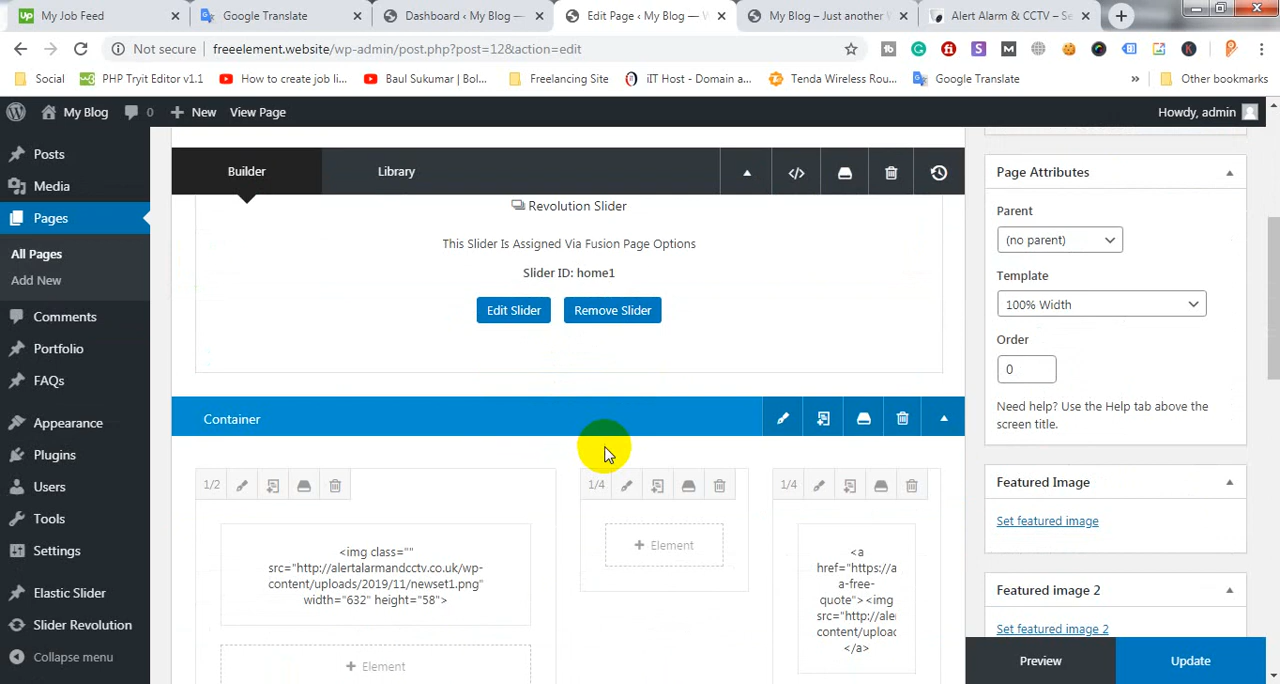 My Job Feed
Google Translate
Dashboard ‹ My Blog —
Edit Page ‹ My Blog — W
My Blog – Just another W
Alert Alarm & CCTV – Se
Not secure
freeelement.website/wp-admin/post.php?post=12&action=edit
Social
PHP Tryit Editor v1.1
How to create job li...
Baul Sukumar | Bol...
Freelancing Site
iIT Host - Domain a...
Tenda Wireless Rou...
Google Translate
»
Other bookmarks
My Blog
0
New
View Page
Howdy, admin
Posts
Media
Pages
All Pages
Add New
Comments
Portfolio
FAQs
Appearance
Plugins
Users
Tools
Settings
Elastic Slider
Slider Revolution
Collapse menu
Builder
Library
Revolution Slider
This Slider Is Assigned Via Fusion Page Options
Slider ID: home1
Edit Slider
Remove Slider
Container
1/2
<img class=""
src="http://alertalarmandcctv.co.uk/wp-
content/uploads/2019/11/newset1.png"
width="632" height="58">
+ Element
1/4
+ Element
1/4
<a
href="https://a
a-free-
quote"><img
src="http://aler
content/upload
</a>
Page Attributes
Parent
(no parent)
Template
100% Width
Order
0
Need help? Use the Help tab above the
screen title.
Featured Image
Set featured image
Featured image 2
Set featured image 2
Preview
Update